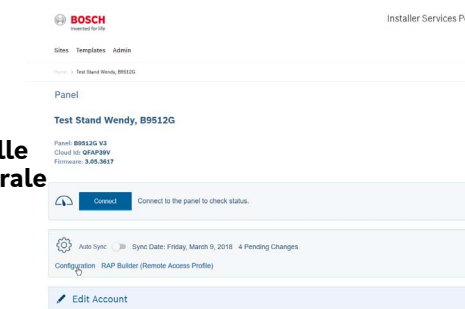 BOSCH
Invented for life
Installer Services P
Sites Templates Admin
Home > Test Stand Wendy, B9512G
Panel
Test Stand Wendy, B9512G
lle
rale
Panel: B9512G V3
Cloud Id: QFAP39V
Firmware: 3.05.3617
Connect Connect to the panel to check status.
Auto Sync Sync Date: Friday, March 9, 2018 4 Pending Changes
Configuration RAP Builder (Remote Access Profile)
Edit Account